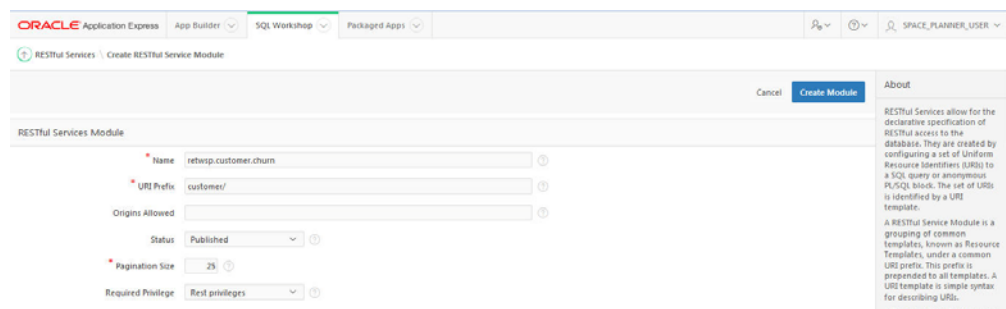 ORACLE Application Express App Builder SQL Workshop Packaged Apps SPACE_PLANNER_USER
RESTful Services \ Create RESTful Service Module
Cancel Create Module
RESTful Services Module
* Name retwsp.customer.churn
* URI Prefix customer/
Origins Allowed
Status Published
* Pagination Size 25
Required Privilege Rest privileges
About
RESTful Services allow for the
declarative specification of
RESTful access to the
database. They are created by
configuring a set of Uniform
Resource Identifiers (URIs) to
a SQL query or anonymous
PL/SQL block. The set of URIs
is identified by a URI
template.
A RESTful Service Module is a
grouping of common
templates, known as Resource
Templates, under a common
URI prefix. This prefix is
prepended to all templates. A
URI template is simple syntax
for describing URIs.